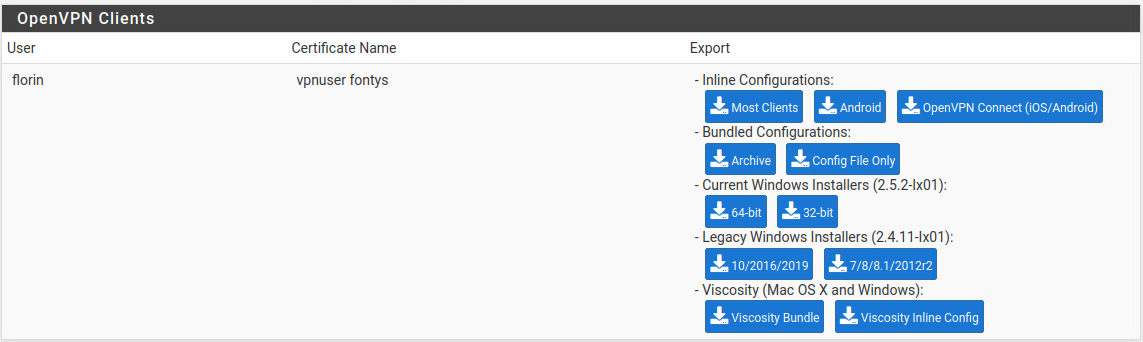 OpenVPN Clients
User Certificate Name Export
florin vpnuser fontys - Inline Configurations:
Most Clients Android OpenVPN Connect (iOS/Android)
- Bundled Configurations:
Archive Config File Only
- Current Windows Installers (2.5.2-Ix01):
64-bit 32-bit
- Legacy Windows Installers (2.4.11-Ix01):
10/2016/2019 7/8/8.1/2012r2
- Viscosity (Mac OS X and Windows):
Viscosity Bundle Viscosity Inline Config